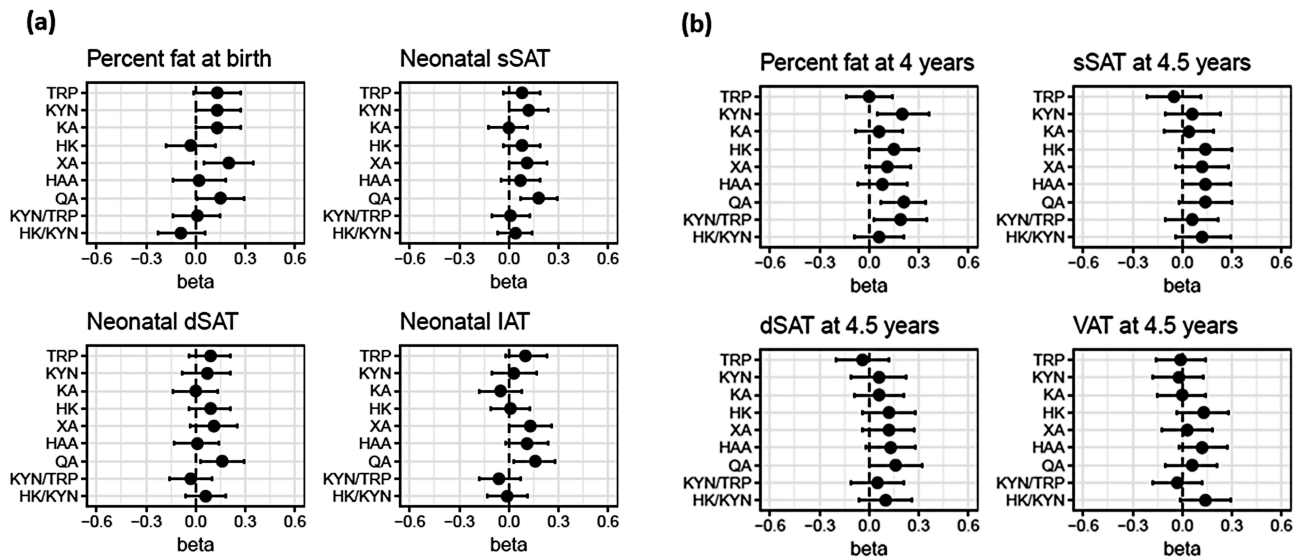 (a)
Percent fat at birth
TRP
KYN
KA
HK
XA
HAA
QA
KYN/TRP
HK/KYN
−0.6 −0.3 0.0 0.3 0.6
beta
Neonatal sSAT
TRP
KYN
KA
HK
XA
HAA
QA
KYN/TRP
HK/KYN
−0.6 −0.3 0.0 0.3 0.6
beta
Neonatal dSAT
TRP
KYN
KA
HK
XA
HAA
QA
KYN/TRP
HK/KYN
−0.6 −0.3 0.0 0.3 0.6
beta
Neonatal IAT
TRP
KYN
KA
HK
XA
HAA
QA
KYN/TRP
HK/KYN
−0.6 −0.3 0.0 0.3 0.6
beta
(b)
Percent fat at 4 years
TRP
KYN
KA
HK
XA
HAA
QA
KYN/TRP
HK/KYN
−0.6 −0.3 0.0 0.3 0.6
beta
sSAT at 4.5 years
TRP
KYN
KA
HK
XA
HAA
QA
KYN/TRP
HK/KYN
−0.6 −0.3 0.0 0.3 0.6
beta
dSAT at 4.5 years
TRP
KYN
KA
HK
XA
HAA
QA
KYN/TRP
HK/KYN
−0.6 −0.3 0.0 0.3 0.6
beta
VAT at 4.5 years
TRP
KYN
KA
HK
XA
HAA
QA
KYN/TRP
HK/KYN
−0.6 −0.3 0.0 0.3 0.6
beta